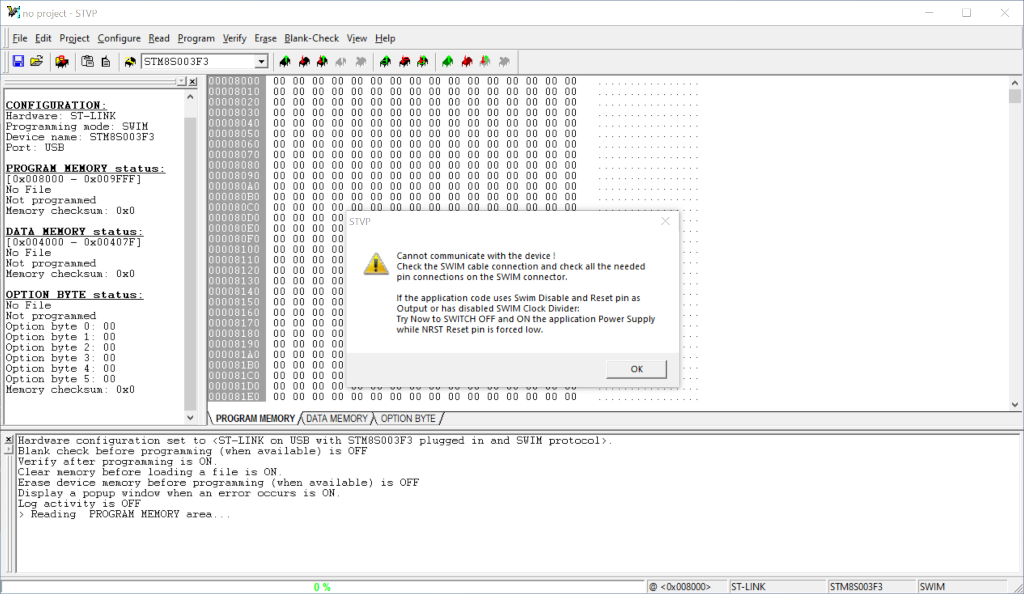 no project - STVP
File Edit Project Configure Read Program Verify Erase Blank-Check View Help
STM8S003F3
CONFIGURATION:
Hardware: ST-LINK
Programming mode: SWIM
Device name: STM8S003F3
Port: USB
PROGRAM MEMORY status:
[0x008000 - 0x009FFF]
No File
Not programmed
Memory checksum: 0x0
DATA MEMORY status:
[0x004000 - 0x00407F]
No File
Not programmed
Memory checksum: 0x0
OPTION BYTE status:
No File
Not programmed
Option byte 0: 00
Option byte 1: 00
Option byte 2: 00
Option byte 3: 00
Option byte 4: 00
Option byte 5: 00
Memory checksum: 0x0
00008000 00 00 00 00 00 00 00 00 00 00 00 00 00 00 00 00 ................
00008010 00 00 00 00 00 00 00 00 00 00 00 00 00 00 00 00 ................
00008020 00 00 00 00 00 00 00 00 00 00 00 00 00 00 00 00 ................
00008030 00 00 00 00 00 00 00 00 00 00 00 00 00 00 00 00 ................
00008040 00 00 00 00 00 00 00 00 00 00 00 00 00 00 00 00 ................
00008050 00 00 00 00 00 00 00 00 00 00 00 00 00 00 00 00 ................
00008060 00 00 00 00 00 00 00 00 00 00 00 00 00 00 00 00 ................
00008070 00 00 00 00 00 00 00 00 00 00 00 00 00 00 00 00 ................
00008080 00 00 00 00 00 00 00 00 00 00 00 00 00 00 00 00 ................
00008090 00 00 00 00 00 00 00 00 00 00 00 00 00 00 00 00 ................
000080A0 00 00 00 00 00 00 00 00 00 00 00 00 00 00 00 00 ................
000080B0 00 00 00 00 00 00 00 00 00 00 00 00 00 00 00 00 ................
000080C0 00 00 00 00 00 00 00 00 00 00 00 00 00 00 00 00 ................
000080D0 00 00 00 00
000080E0 00 00 00 00
000080F0 00 00 00 00
00008100 00 00 00 00
00008110 00 00 00 00
00008120 00 00 00 00
00008130 00 00 00 00
00008140 00 00 00 00
00008150 00 00 00 00
00008160 00 00 00 00
00008170 00 00 00 00
00008180 00 00 00 00
00008190 00 00 00 00
000081A0 00 00 00 00
000081B0 00 00 00 00
000081C0 00 00 00 00
000081D0 00 00 00 00 00 00 00 00 00 00 00 00 00 00 00 00 ................
000081E0 00 00 00 00 00 00 00 00 00 00 00 00 00 00 00 00 ................
STVP
Cannot communicate with the device !
Check the SWIM cable connection and check all the needed
pin connections on the SWIM connector.
If the application code uses Swim Disable and Reset pin as
Output or has disabled SWIM Clock Divider:
Try Now to SWITCH OFF and ON the application Power Supply
while NRST Reset pin is forced low.
OK
PROGRAM MEMORY DATA MEMORY OPTION BYTE
Hardware configuration set to <ST-LINK on USB with STM8S003F3 plugged in and SWIM protocol>.
Blank check before programming (when available) is OFF
Verify after programming is ON.
Clear memory before loading a file is ON.
Erase device memory before programming (when available) is OFF
Display a popup window when an error occurs is ON.
Log activity is OFF
> Reading PROGRAM MEMORY area...
0 % @ <0x008000> ST-LINK STM8S003F3 SWIM